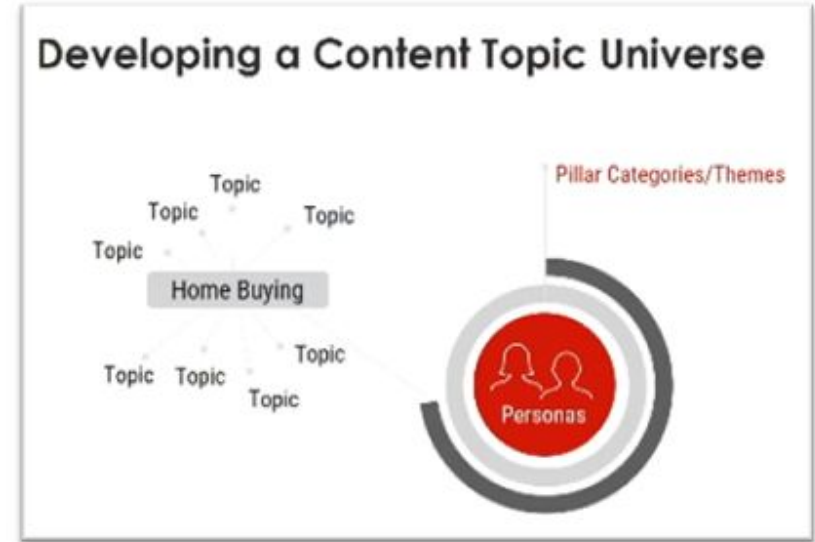 Developing a Content Topic Universe
Pillar Categories/Themes
Topic
Topic
Topic
Topic
Home Buying
Topic
Topic
Topic
Topic
Personas